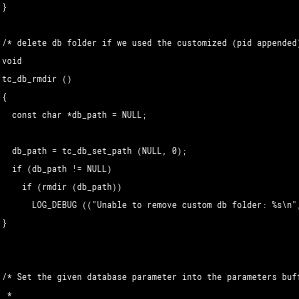 }
/* delete db folder if we used the customized (pid appended)
void
tc_db_rmdir ()
{
const char *db_path = NULL;
db_path = tc_db_set_path (NULL, 0);
if (db_path != NULL)
if (rmdir (db_path))
LOG_DEBUG (("Unable to remove custom db folder: %s\n",
}
/* Set the given database parameter into the parameters buff
*